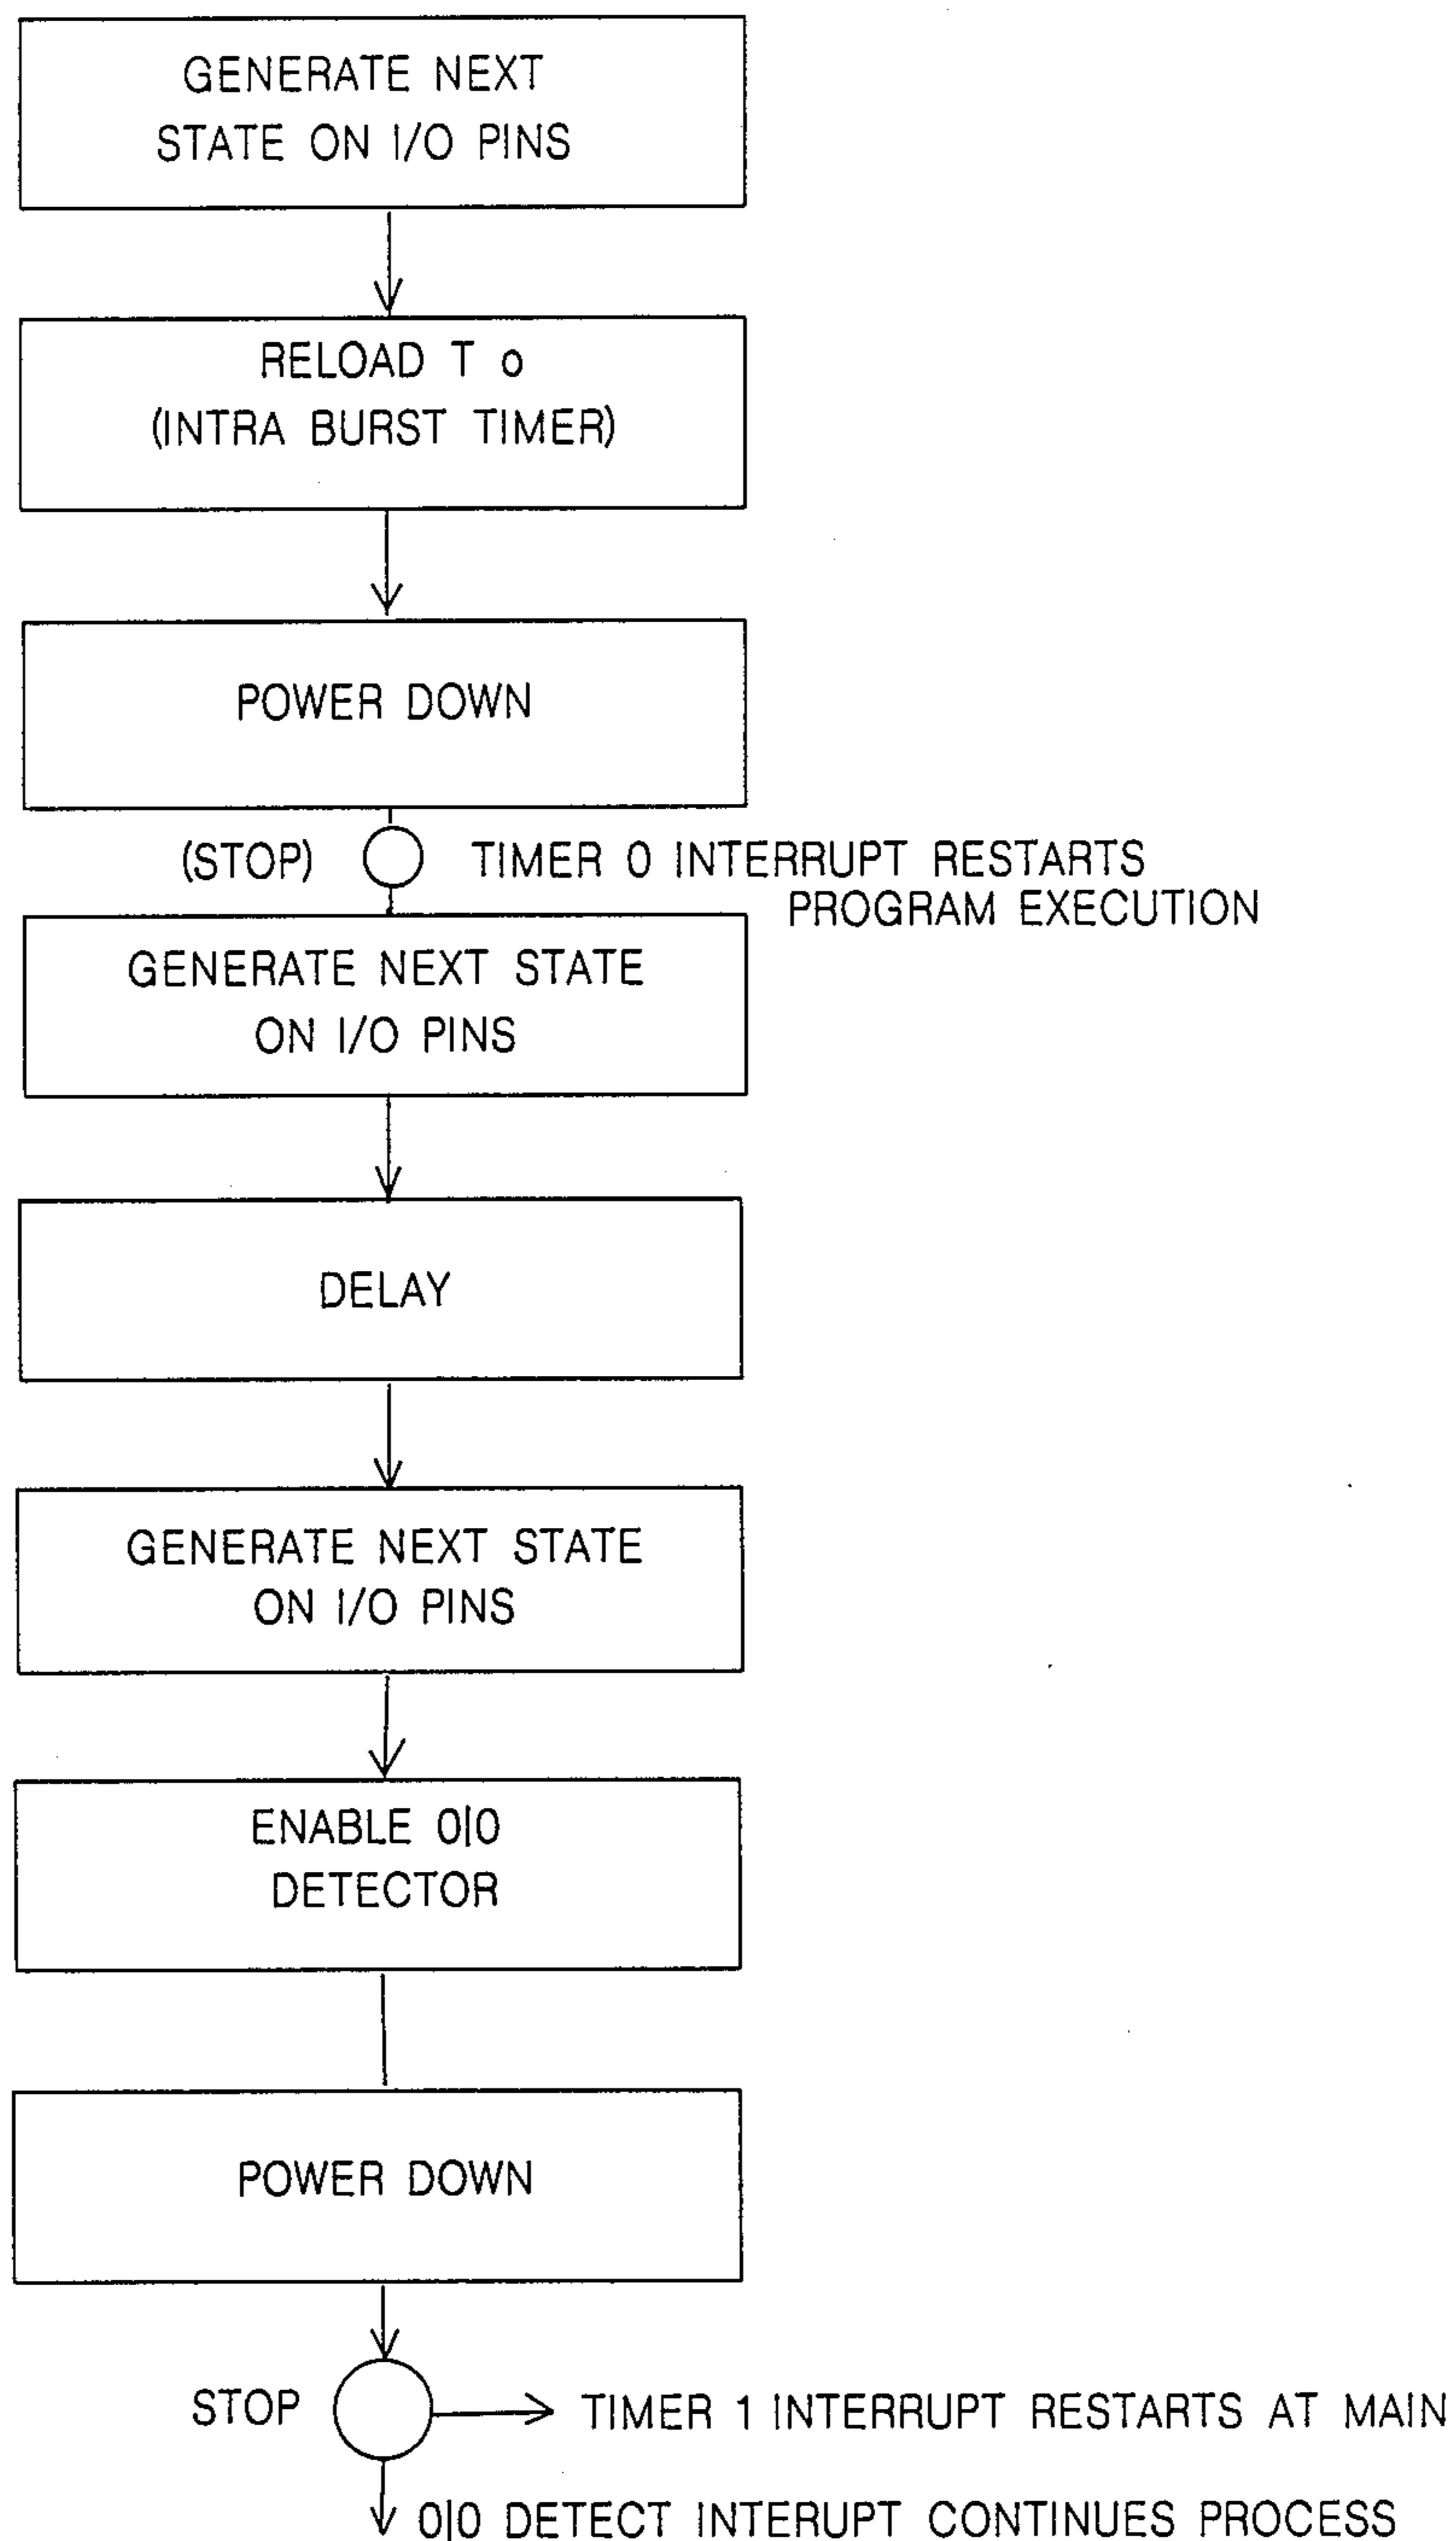 GENERATE NEXT
STATE ON I/O PINS
RELOAD T o
(INTRA BURST TIMER)
POWER DOWN
(STOP) TIMER 0 INTERRUPT RESTARTS
PROGRAM EXECUTION
GENERATE NEXT STATE
ON I/O PINS
DELAY
GENERATE NEXT STATE
ON I/O PINS
ENABLE 0|0
DETECTOR
POWER DOWN
STOP TIMER 1 INTERRUPT RESTARTS AT MAIN
0|0 DETECT INTERUPT CONTINUES PROCESS